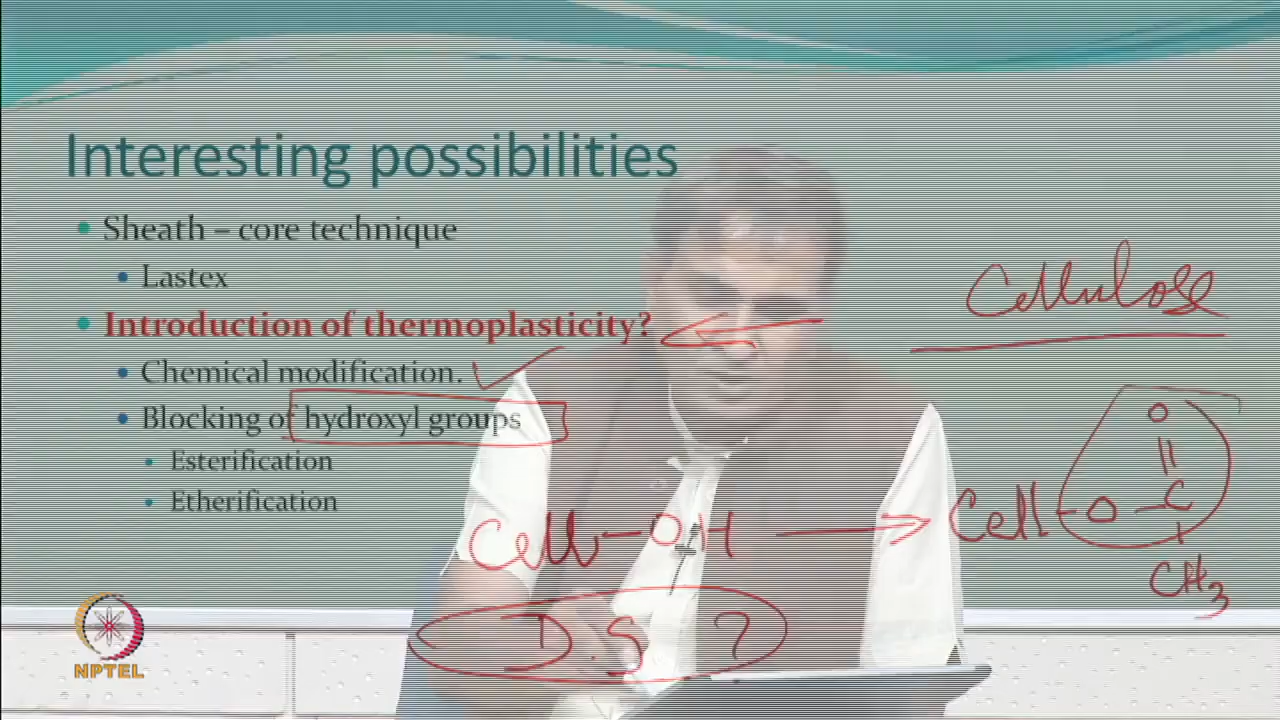 Interesting possibilities
Sheath – core technique
Lastex
Introduction of thermoplasticity?
Chemical modification.
Blocking of hydroxyl groups
Esterification
Etherification
Cellulose
Cell-OH → Cell-O-C
O
||
CH3
D.S ?
NPTEL